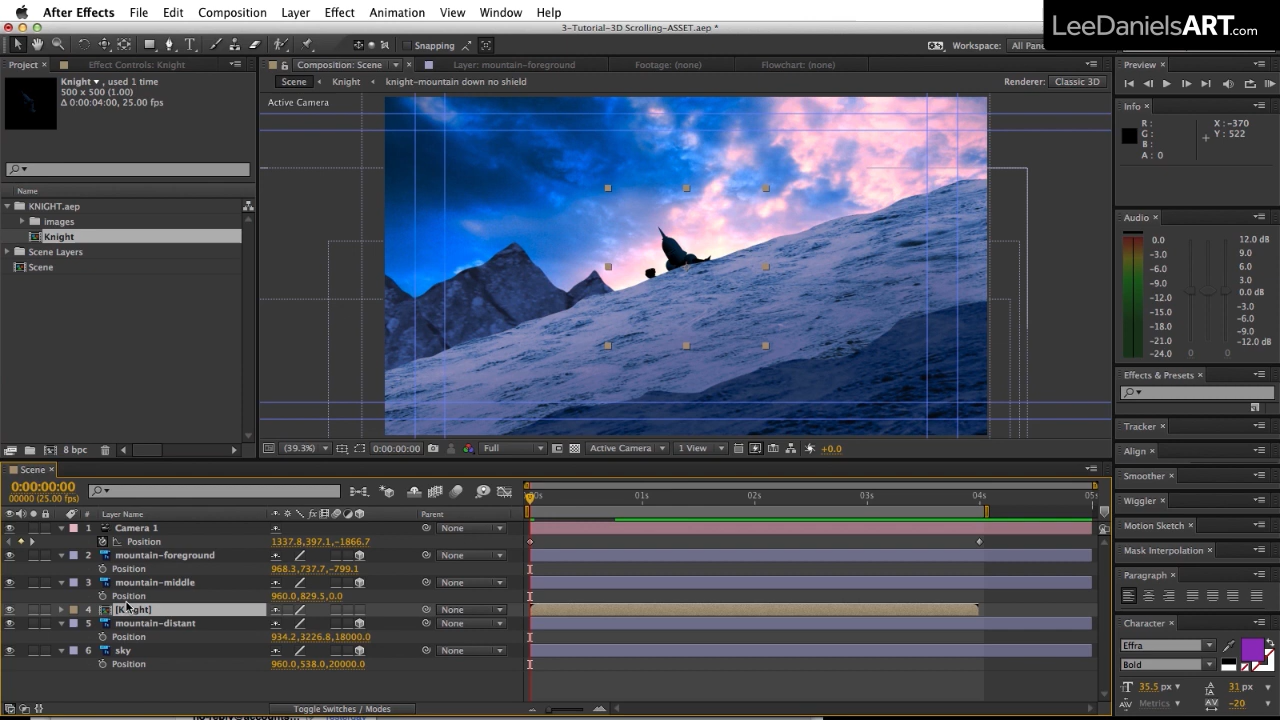 After Effects File Edit Composition Layer Effect Animation View Window Help
LeeDanielsART.com
3-Tutorial-3D Scrolling-ASSET.aep *
Snapping
Workspace: All Pan
Project
Effect Controls: Knight
Composition: Scene
Layer: mountain-foreground
Footage: (none)
Flowchart: (none)
Preview
Knight , used 1 time
500 x 500 (1.00)
Δ 0:00:04:00, 25.00 fps
Scene Knight knight-mountain down no shield
Renderer: Classic 3D
Active Camera
Info
R :
G :
B :
A : 0
X : -370
Y : 522
Name
KNIGHT.aep
images
Knight
Scene Layers
Scene
Audio
0.0 12.0 dB
-3.0 9.0
-6.0 6.0
-9.0 3.0
-12.0 0.0 dB
-15.0 -3.0
-18.0 -6.0
-21.0 -9.0
-24.0 0 0 -12.0 dB
Effects & Presets
Tracker
Align
Smoother
Wiggler
Motion Sketch
Mask Interpolation
Paragraph
Character
Effra
Bold
35.5 px 31 px
Metrics -20
8 bpc
(39.3%) 0:00:00:00 Full Active Camera 1 View +0.0
Scene
0:00:00:00
00000 (25.00 fps)
0s 01s 02s 03s 04s 05s
# Layer Name fx Parent
1 Camera 1 None
Position 1337.8,397.1,-1866.7
2 mountain-foreground None
Position 968.3,737.7,-799.1
3 mountain-middle None
Position 960.0,829.5,0.0
4 [Knight] None
5 mountain-distant None
Position 934.2,3226.8,18000.0
6 sky None
Position 960.0,538.0,20000.0
Toggle Switches / Modes